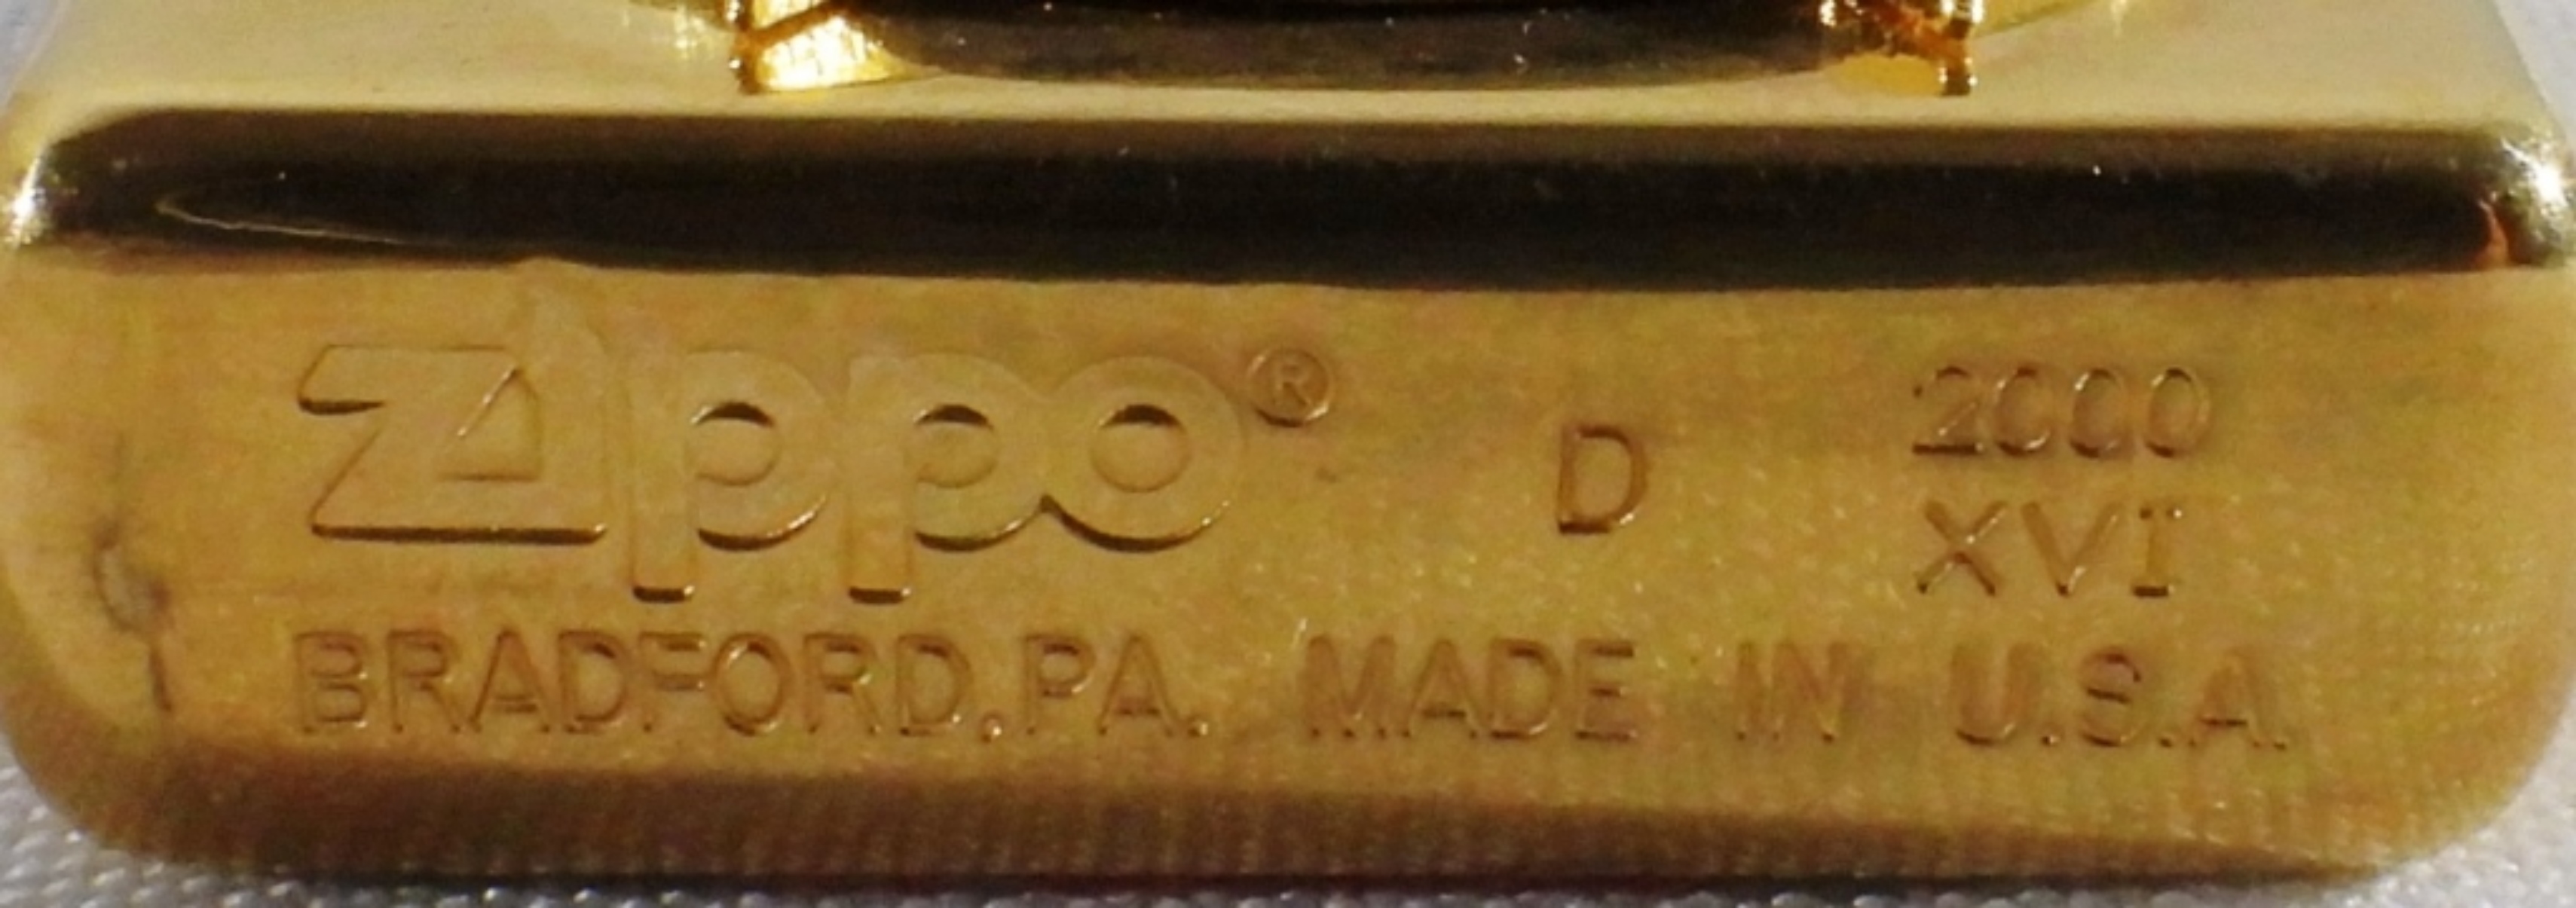 Zippo® D 2000
XVI
BRADFORD, PA. MADE IN U.S.A.